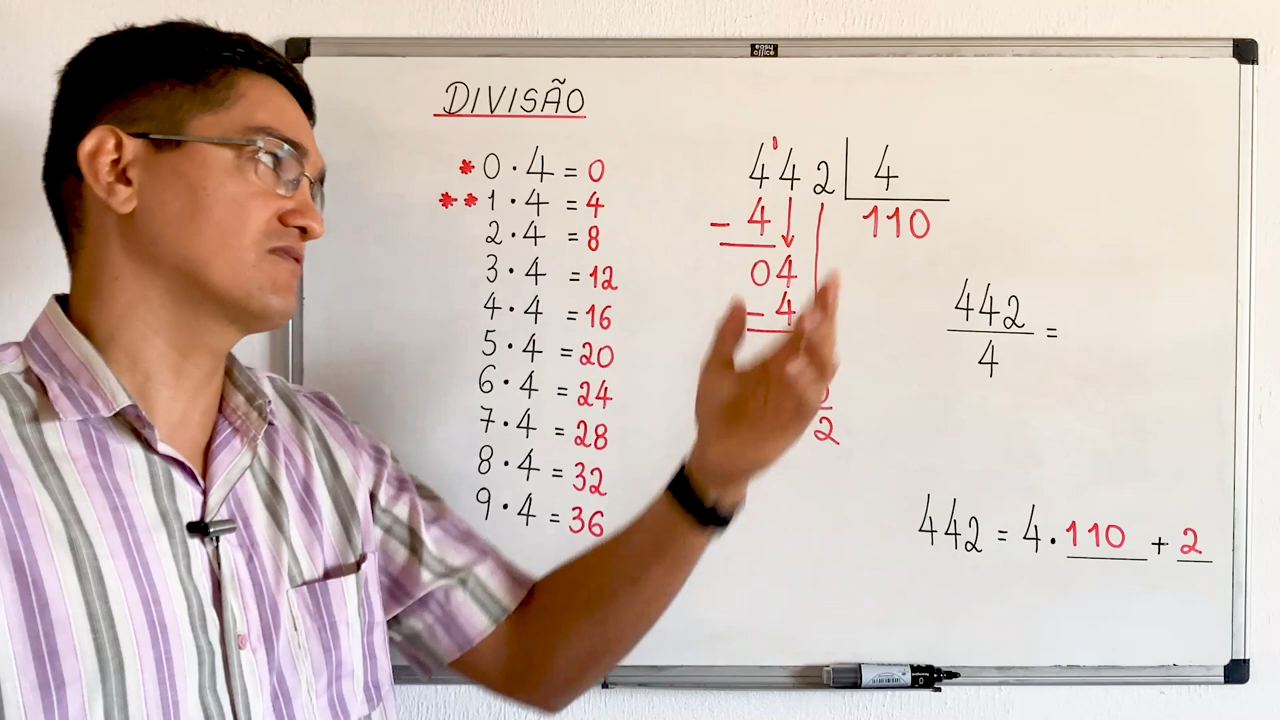 easy office
DIVISÃO
* 0 · 4 = 0
** 1 · 4 = 4
2 · 4 = 8
3 · 4 = 12
4 · 4 = 16
5 · 4 = 20
6 · 4 = 24
7 · 4 = 28
8 · 4 = 32
9 · 4 = 36
4'42 | 4
- 4 ↓ 110
04
- 4
2
442
4
=
442 = 4 · 110 + 2